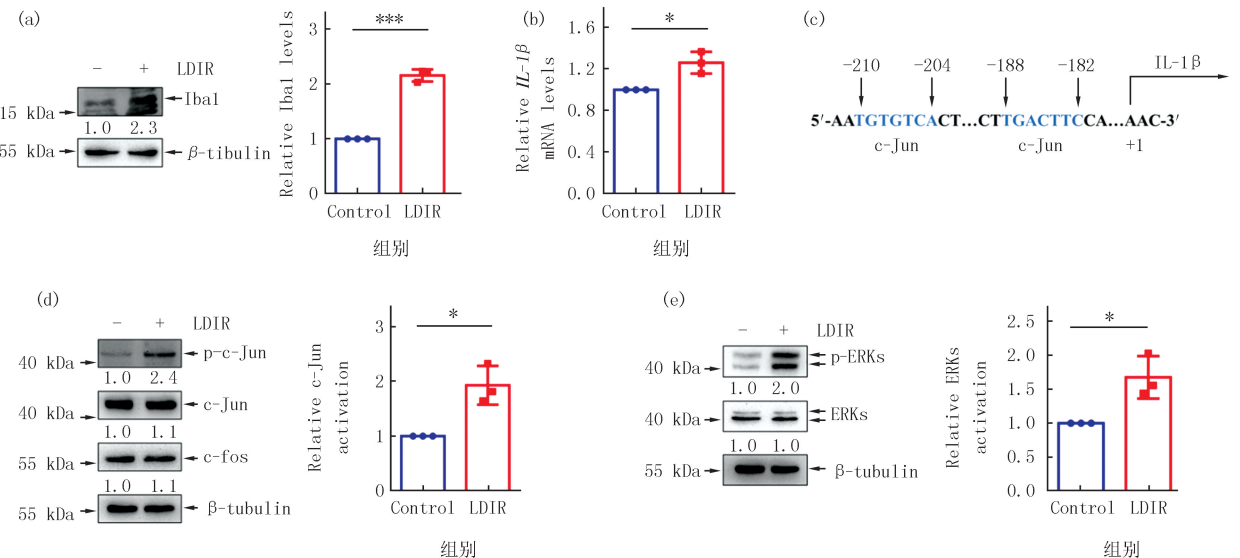 (a)
- + LDIR
Iba1
15 kDa
1.0 2.3
55 kDa
β-tibulin
Relative Iba1 levels
3
2
1
0
***
Control LDIR
组别
(b)
Relative IL-1β
mRNA levels
1.6
1.2
0.8
0.4
0.0
*
Control LDIR
组别
(c)
-210 -204 -188 -182 IL-1β
5′-AATGTGTCACT…CTTGACTTCCA…AAC-3′
c-Jun c-Jun +1
(d)
- + LDIR
p-c-Jun
40 kDa
1.0 2.4
c-Jun
40 kDa
1.0 1.1
c-fos
55 kDa
1.0 1.1
β-tubulin
55 kDa
Relative c-Jun
activation
3
2
1
0
*
Control LDIR
组别
(e)
- + LDIR
p-ERKs
40 kDa
1.0 2.0
ERKs
40 kDa
1.0 1.0
55 kDa
β-tubulin
Relative ERKs
activation
2.5
2.0
1.5
1.0
0.5
0.0
*
Control LDIR
组别